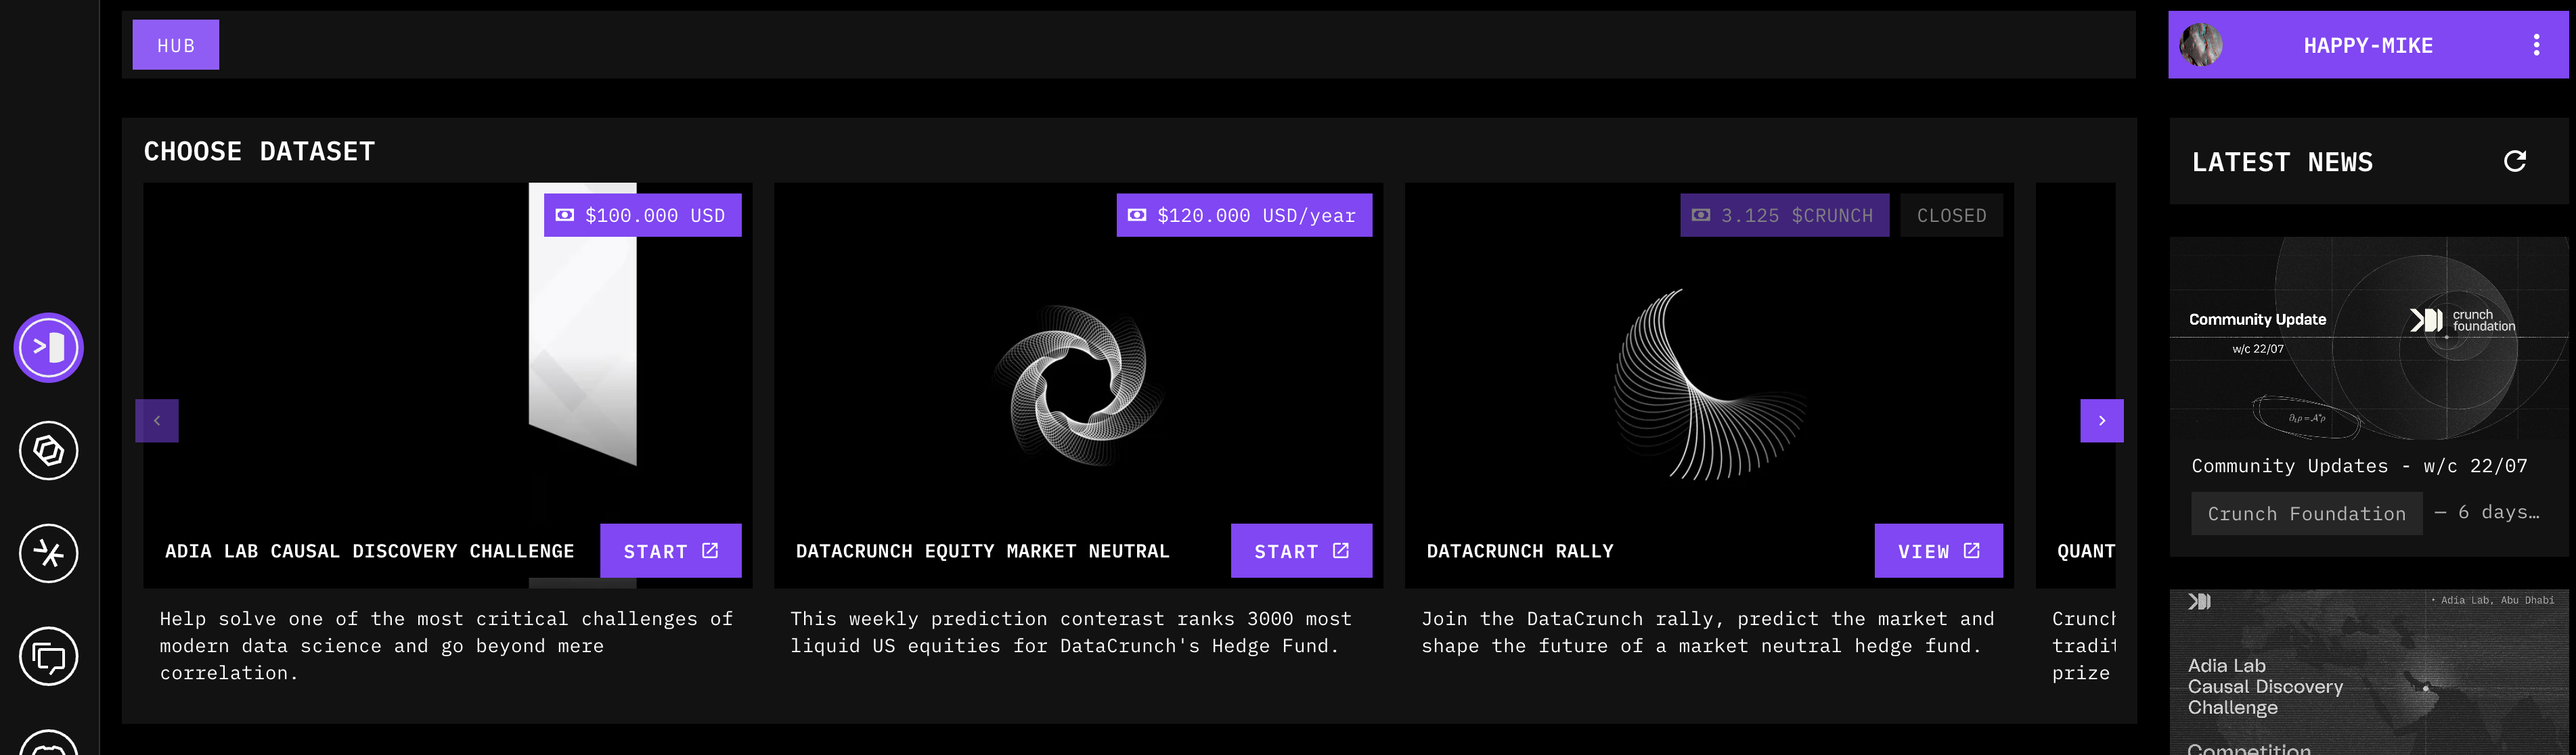 HUB
HAPPY-MIKE
CHOOSE DATASET
$100.000 USD
ADIA LAB CAUSAL DISCOVERY CHALLENGE
START
Help solve one of the most critical challenges of
modern data science and go beyond mere
correlation.
$120.000 USD/year
DATACRUNCH EQUITY MARKET NEUTRAL
START
This weekly prediction conterast ranks 3000 most
liquid US equities for DataCrunch's Hedge Fund.
3.125 $CRUNCH
CLOSED
DATACRUNCH RALLY
VIEW
Join the DataCrunch rally, predict the market and
shape the future of a market neutral hedge fund.
QUANT
Crunch
tradit
prize
LATEST NEWS
Community Update
w/c 22/07
crunch
foundation
Community Updates - w/c 22/07
Crunch Foundation
— 6 days…
• Adia Lab, Abu Dhabi
Adia Lab
Causal Discovery
Challenge
Competition